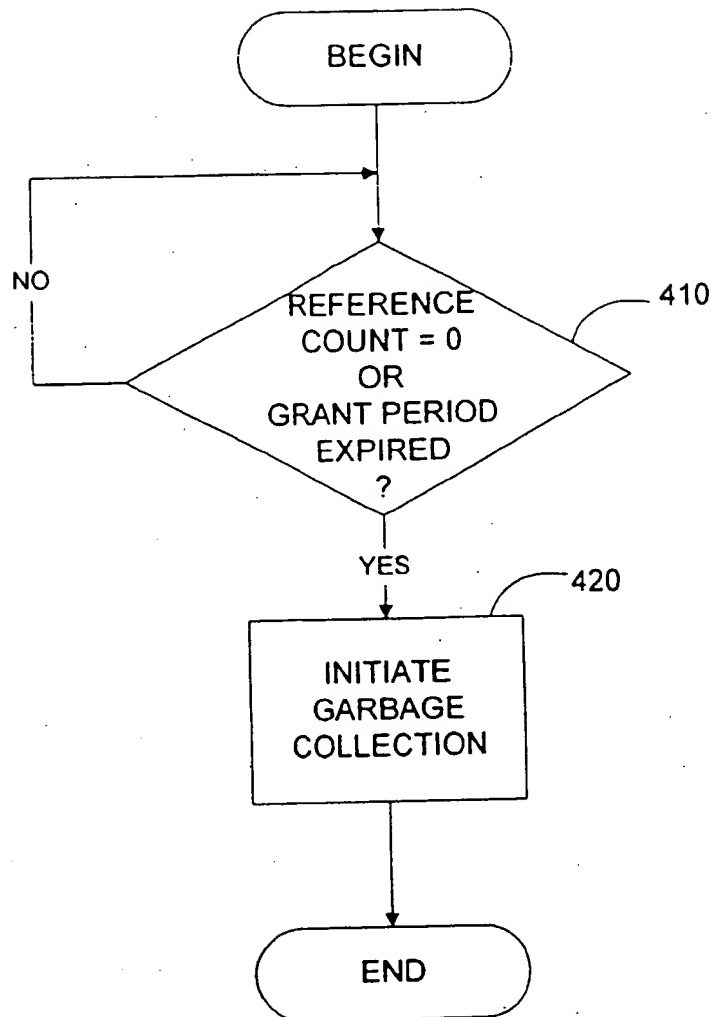 BEGIN
NO
REFERENCE
COUNT = 0
OR
GRANT PERIOD
EXPIRED
?
410
YES
420
INITIATE
GARBAGE
COLLECTION
END